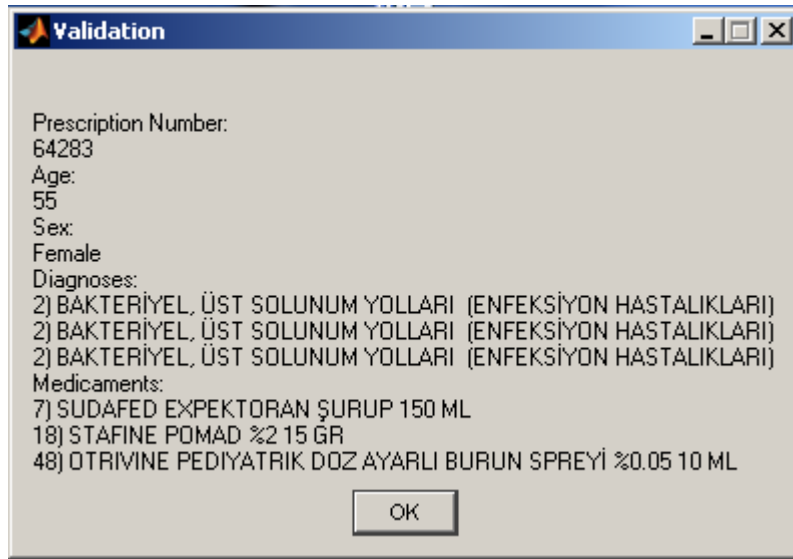 Validation
Prescription Number:
64283
Age:
55
Sex:
Female
Diagnoses:
2) BAKTERİYEL, ÜST SOLUNUM YOLLARI  (ENFEKSİYON HASTALIKLARI)
2) BAKTERİYEL, ÜST SOLUNUM YOLLARI  (ENFEKSİYON HASTALIKLARI)
2) BAKTERİYEL, ÜST SOLUNUM YOLLARI  (ENFEKSİYON HASTALIKLARI)
Medicaments:
7) SUDAFED EXPEKTORAN ŞURUP 150 ML
18) STAFINE POMAD %2 15 GR
48) OTRIVINE PEDIYATRIK DOZ AYARLI BURUN SPREYİ %0.05 10 ML
OK